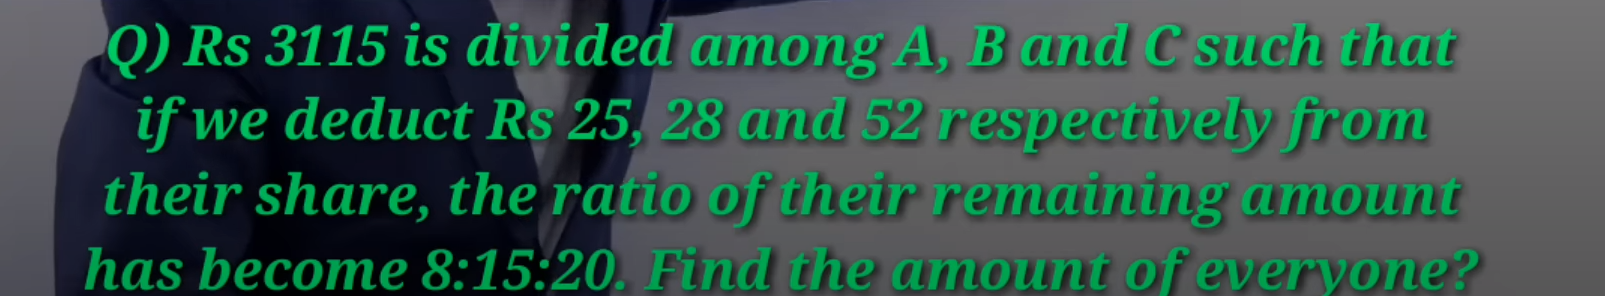 Q) Rs 3115 is divided among A, B and C such that
if we deduct Rs 25, 28 and 52 respectively from
their share, the ratio of their remaining amount
has become 8:15:20. Find the amount of everyone?